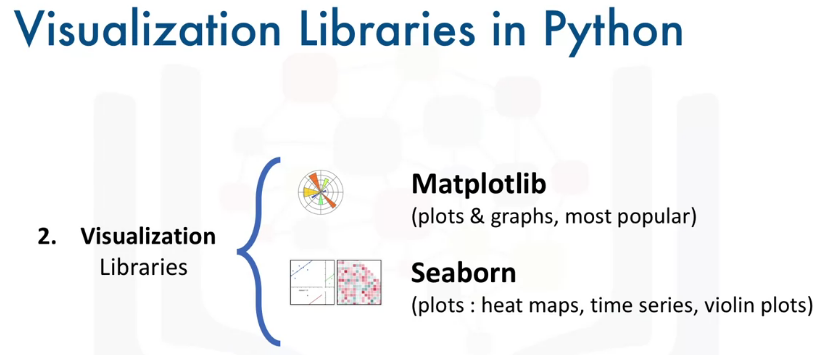 Visualization Libraries in Python
2. Visualization
Libraries
Matplotlib
(plots & graphs, most popular)
Seaborn
(plots : heat maps, time series, violin plots)